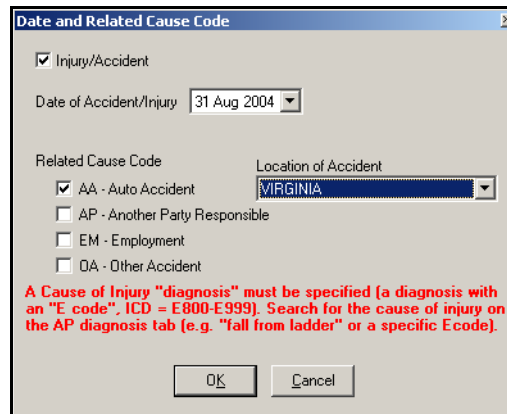 Date and Related Cause Code
Injury/Accident
Date of Accident/Injury 31 Aug 2004
Related Cause Code
Location of Accident
AA - Auto Accident
VIRGINIA
AP - Another Party Responsible
EM - Employment
OA - Other Accident
A Cause of Injury "diagnosis" must be specified (a diagnosis with
an "E code", ICD = E800-E999). Search for the cause of injury on
the AP diagnosis tab (e.g. "fall from ladder" or a specific Ecode).
OK
Cancel